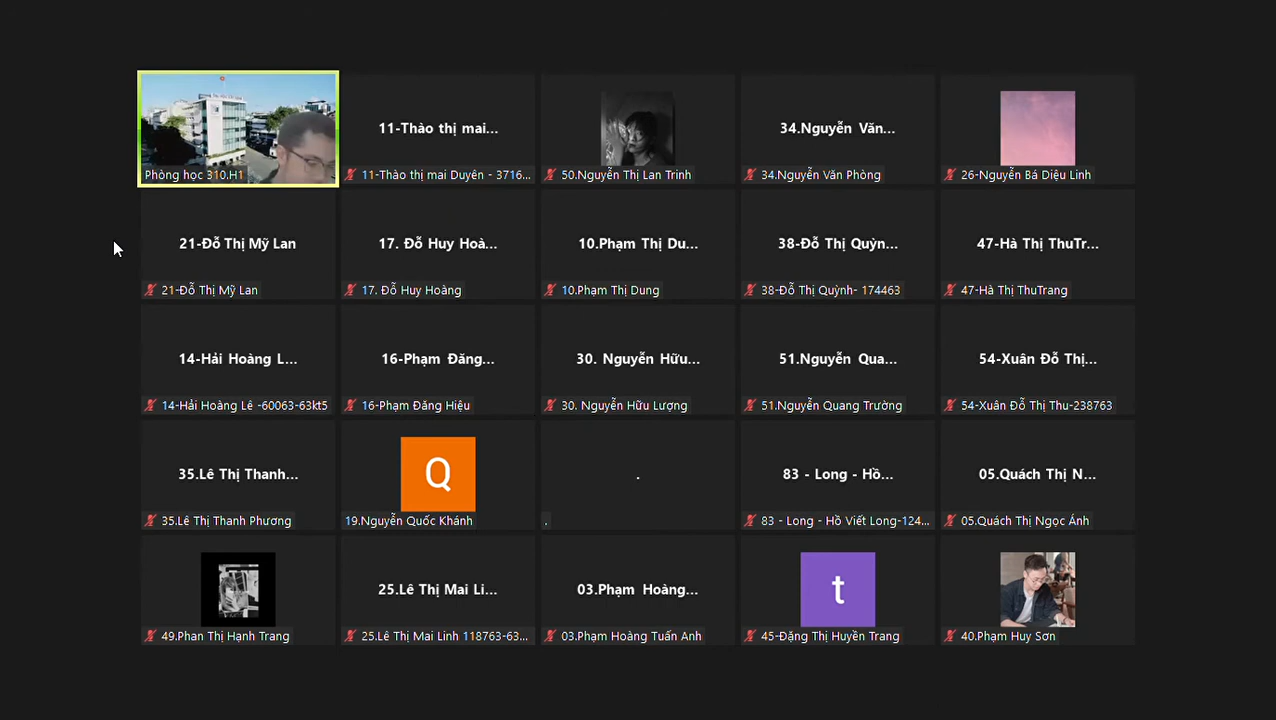 Phòng học 310.H1
11-Thào thị mai...
11-Thào thị mai Duyên - 3716...
50.Nguyễn Thị Lan Trinh
34.Nguyễn Văn...
34.Nguyễn Văn Phòng
26-Nguyễn Bá Diệu Linh
21-Đỗ Thị Mỹ Lan
21-Đỗ Thị Mỹ Lan
17. Đỗ Huy Hoà...
17. Đỗ Huy Hoàng
10.Phạm Thị Du...
10.Phạm Thị Dung
38-Đỗ Thị Quỳn...
38-Đỗ Thị Quỳnh- 174463
47-Hà Thị ThuTr...
47-Hà Thị ThuTrang
14-Hải Hoàng L...
14-Hải Hoàng Lê -60063-63kt5
16-Phạm Đăng...
16-Phạm Đăng Hiệu
30. Nguyễn Hữu...
30. Nguyễn Hữu Lượng
51.Nguyễn Qua...
51.Nguyễn Quang Trường
54-Xuân Đỗ Thị...
54-Xuân Đỗ Thị Thu-238763
35.Lê Thị Thanh...
35.Lê Thị Thanh Phương
Q
19.Nguyễn Quốc Khánh
.
.
83 - Long - Hồ...
83 - Long - Hồ Viết Long-124...
05.Quách Thị N...
05.Quách Thị Ngọc Ánh
49.Phan Thị Hạnh Trang
25.Lê Thị Mai Li...
25.Lê Thị Mai Linh 118763-63...
03.Phạm Hoàng...
03.Phạm Hoàng Tuấn Anh
t
45-Đặng Thị Huyền Trang
40.Phạm Huy Sơn